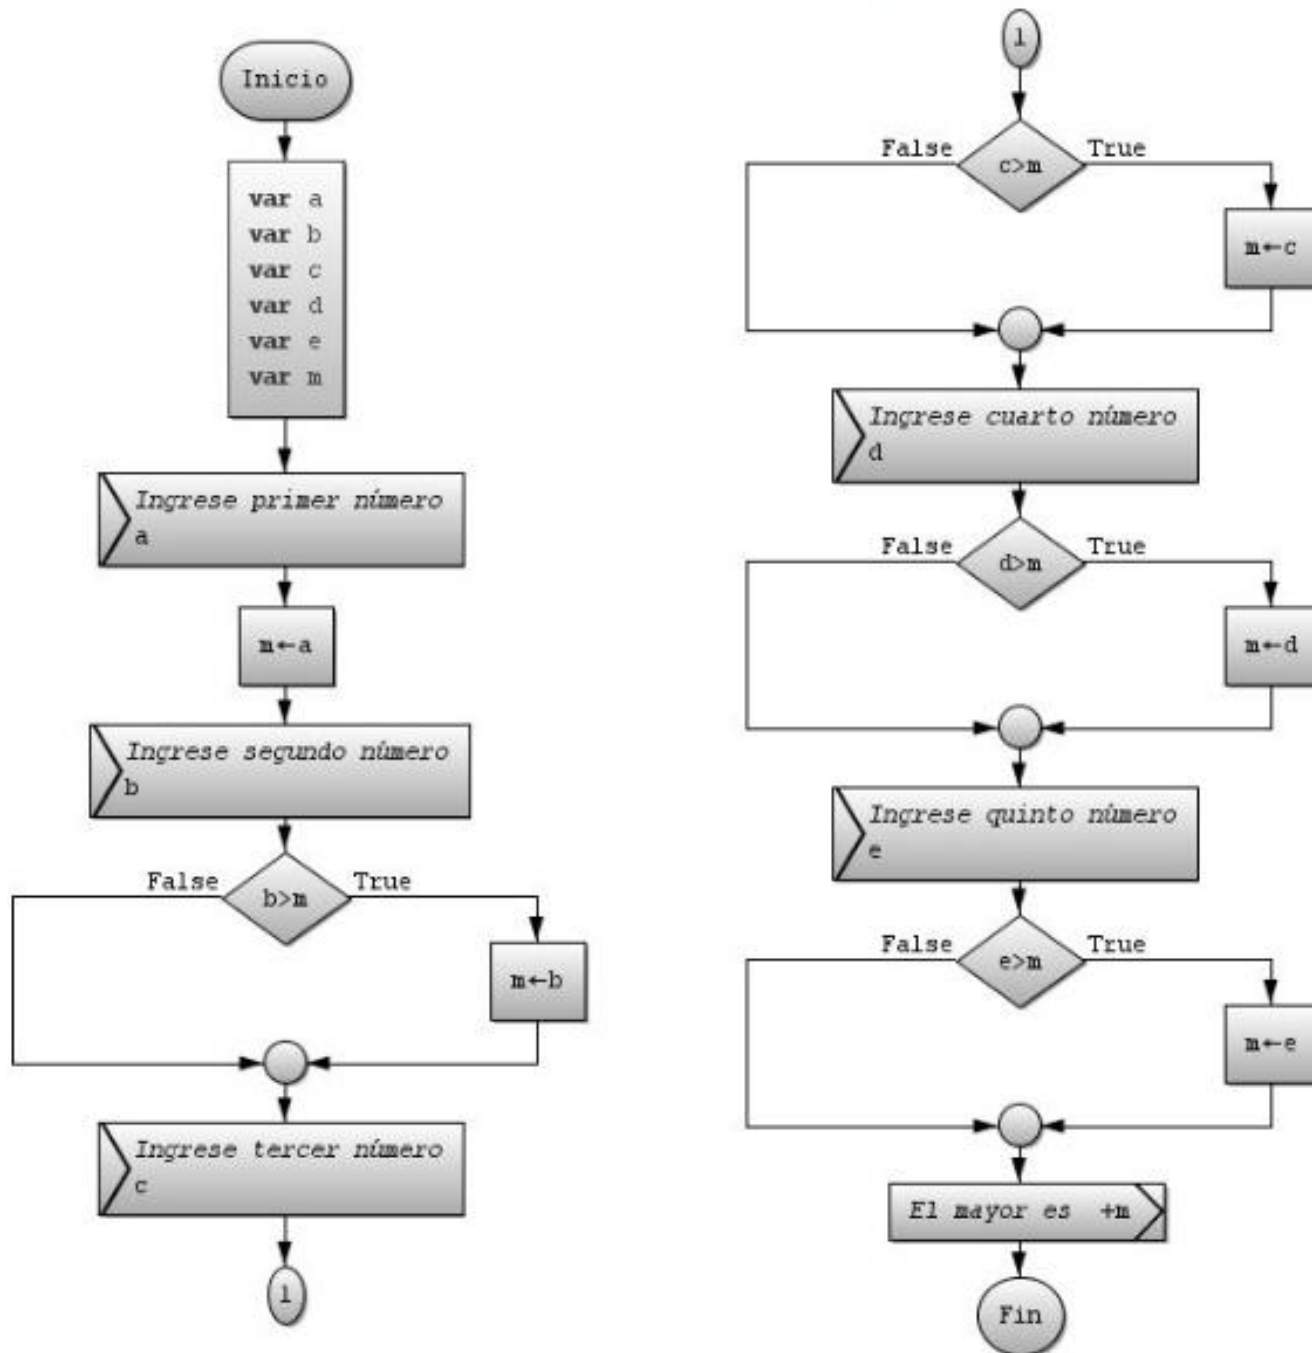 Inicio
var a
var b
var c
var d
var e
var m
Ingrese primer número
a
m←a
Ingrese segundo número
b
False
True
b>m
m←b
Ingrese tercer número
c
1
1
False
True
c>m
m←c
Ingrese cuarto número
d
False
True
d>m
m←d
Ingrese quinto número
e
False
True
e>m
m←e
El mayor es +m
Fin